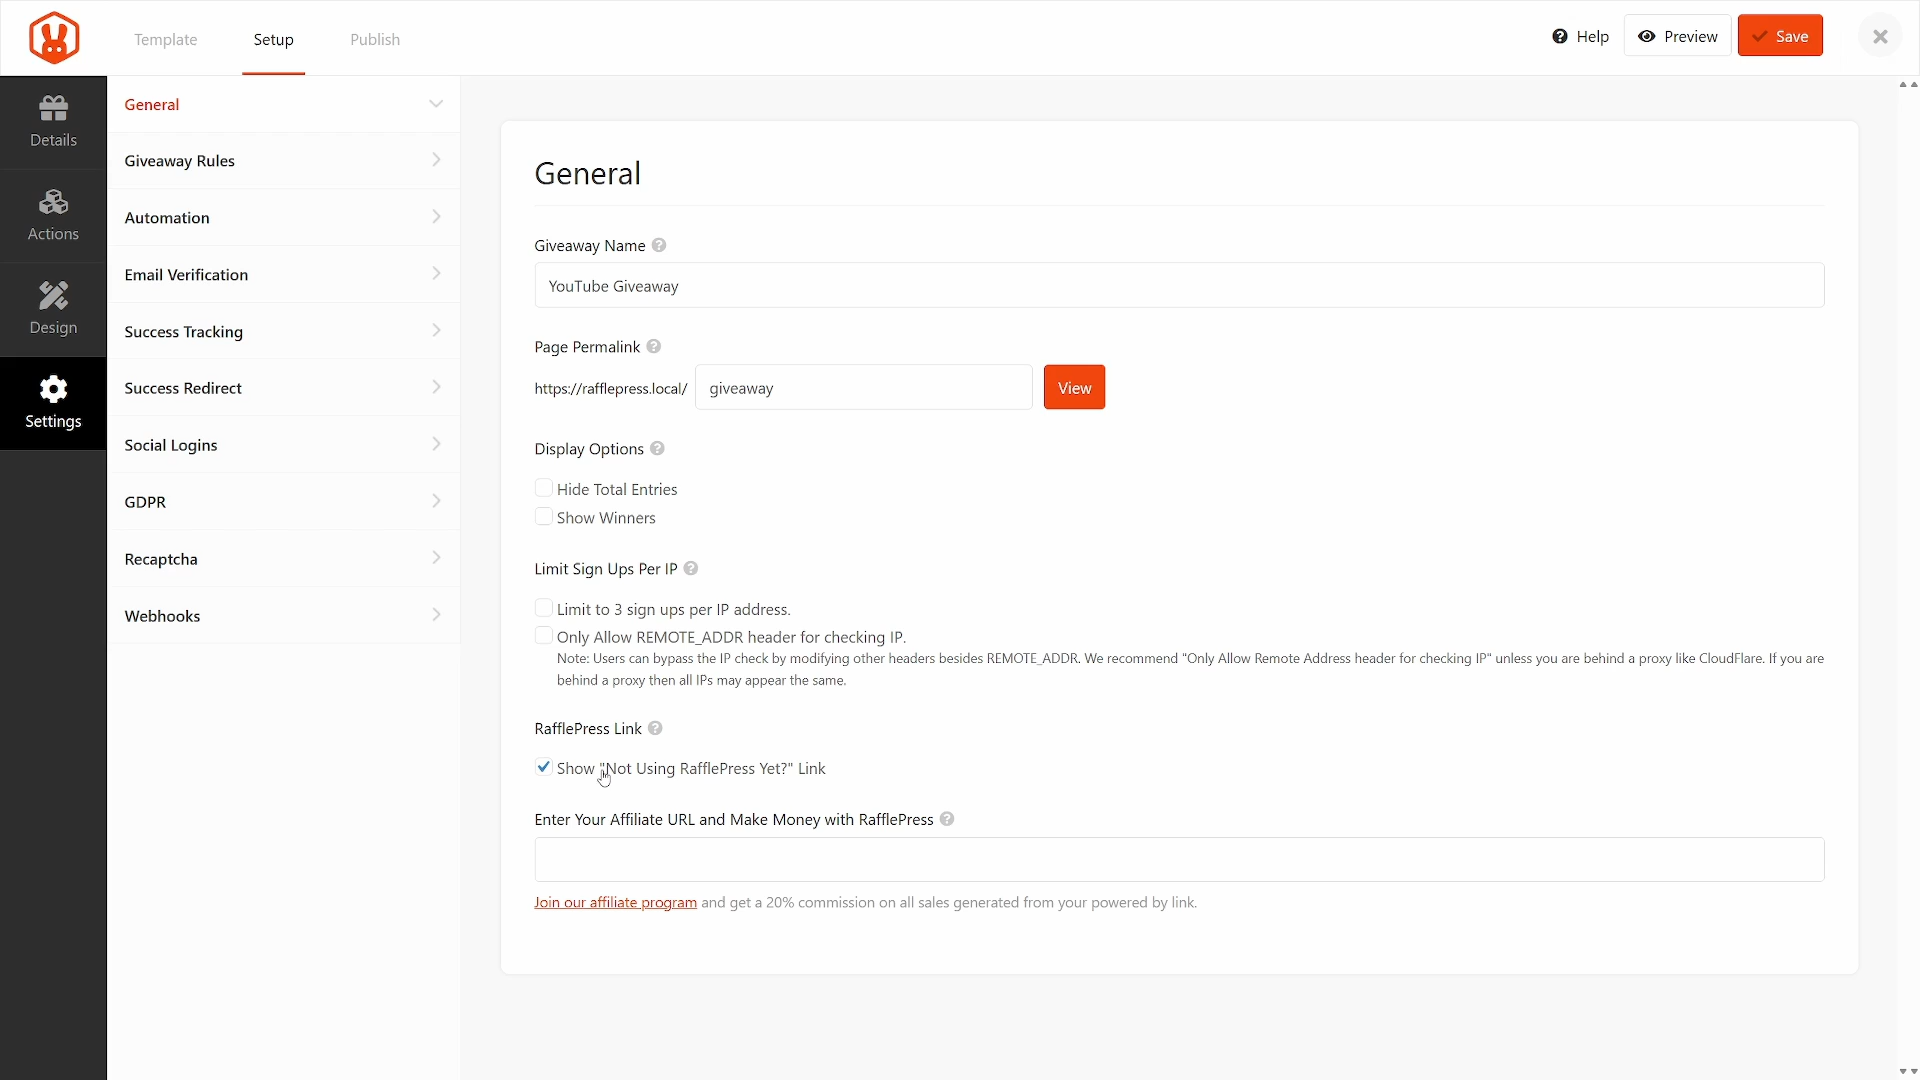 Template
Setup
Publish
Help
Preview
Save
Details
Actions
Design
Settings
General
Giveaway Rules
Automation
Email Verification
Success Tracking
Success Redirect
Social Logins
GDPR
Recaptcha
Webhooks
General
Giveaway Name
YouTube Giveaway
Page Permalink
https://rafflepress.local/ giveaway View
Display Options
Hide Total Entries
Show Winners
Limit Sign Ups Per IP
Limit to 3 sign ups per IP address.
Only Allow REMOTE_ADDR header for checking IP.
Note: Users can bypass the IP check by modifying other headers besides REMOTE_ADDR. We recommend "Only Allow Remote Address header for checking IP" unless you are behind a proxy like CloudFlare. If you are
behind a proxy then all IPs may appear the same.
RafflePress Link
Show "Not Using RafflePress Yet?" Link
Enter Your Affiliate URL and Make Money with RafflePress
Join our affiliate program and get a 20% commission on all sales generated from your powered by link.